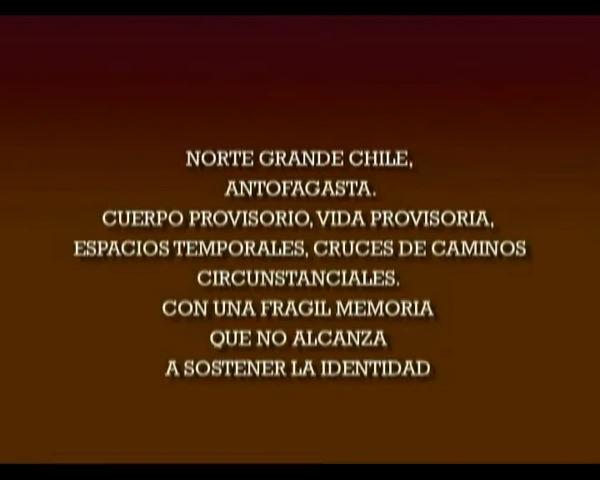 NORTE GRANDE CHILE,
ANTOFAGASTA.
CUERPO PROVISORIO, VIDA PROVISORIA,
ESPACIOS TEMPORALES, CRUCES DE CAMINOS
CIRCUNSTANCIALES.
CON UNA FRAGIL MEMORIA
QUE NO ALCANZA
A SOSTENER LA IDENTIDAD